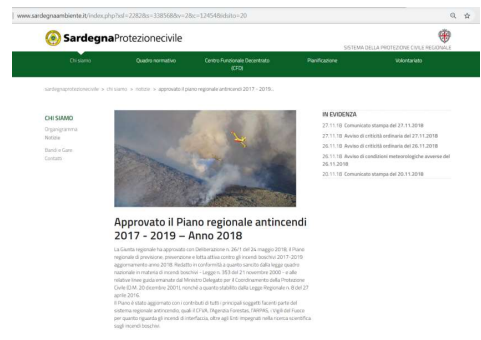 www.sardegnaambiente.it/index.php?xsl=2282&s=338568&v=2&c=12454&idsito=20
SardegnaProtezionecivile
SISTEMA DELLA PROTEZIONE CIVILE REGIONALE
Chi siamo
Quadro normativo
Centro Funzionale Decentrato
(CFD)
Pianificazione
Volontariato
sardegnaprotezionecivile » chi siamo » notizie » approvato il piano regionale antincendi 2017 - 2019...
CHI SIAMO
Organigramma
Notizie
Bandi e Gare
Contatti
IN EVIDENZA
27.11.18 Comunicato stampa del 27.11.2018
27.11.18 Avviso di criticità ordinaria del 27.11.2018
26.11.18 Avviso di criticità ordinaria del 26.11.2018
26.11.18 Avviso di condizioni meteorologiche avverse del
26.11.2018
20.11.18 Comunicato stampa del 20.11.2018
Approvato il Piano regionale antincendi
2017 - 2019 – Anno 2018
La Giunta regionale ha approvato con Deliberazione n. 26/1 del 24 maggio 2018, il Piano
regionale di previsione, prevenzione e lotta attiva contro gli incendi boschivi 2017-2019
aggiornamento anno 2018. Redatto in conformità a quanto sancito dalla legge quadro
nazionale in materia di incendi boschivi - Legge n. 353 del 21 novembre 2000 - e alle
relative linee guida emanate dal Ministro Delegato per il Coordinamento della Protezione
Civile (D.M. 20 dicembre 2001), nonché a quanto stabilito dalla Legge Regionale n. 8 del 27
aprile 2016.
Il Piano è stato aggiornato con i contributi di tutti i principali soggetti facenti parte del
sistema regionale antincendio, quali il CFVA, l'Agenzia Forestas, l'ARPAS, i Vigili del Fuoco
per quanto riguarda gli incendi di interfaccia, oltre agli Enti impegnati nella ricerca scientifica
sugli incendi boschivi.